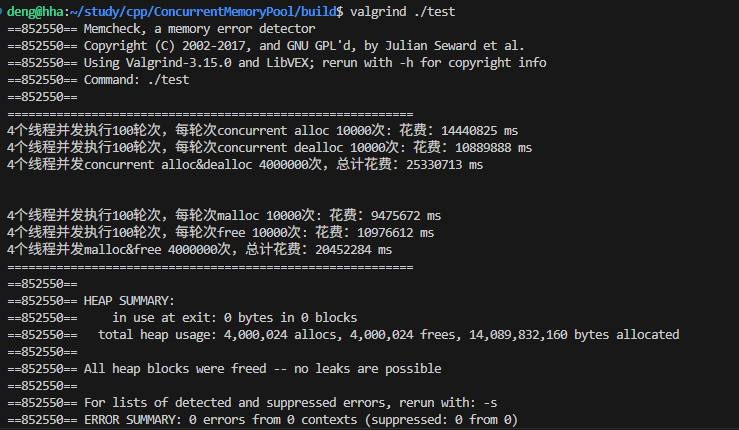 deng@hha:~/study/cpp/ConcurrentMemoryPool/build$ valgrind ./test
==852550== Memcheck, a memory error detector
==852550== Copyright (C) 2002-2017, and GNU GPL'd, by Julian Seward et al.
==852550== Using Valgrind-3.15.0 and LibVEX; rerun with -h for copyright info
==852550== Command: ./test
==852550==
==========================================================
4个线程并发执行100轮次，每轮次concurrent alloc 10000次: 花费：14440825 ms
4个线程并发执行100轮次，每轮次concurrent dealloc 10000次: 花费：10889888 ms
4个线程并发concurrent alloc&dealloc 4000000次，总计花费：25330713 ms
4个线程并发执行100轮次，每轮次malloc 10000次: 花费：9475672 ms
4个线程并发执行100轮次，每轮次free 10000次: 花费：10976612 ms
4个线程并发malloc&free 4000000次，总计花费：20452284 ms
==========================================================
==852550==
==852550== HEAP SUMMARY:
==852550==     in use at exit: 0 bytes in 0 blocks
==852550==   total heap usage: 4,000,024 allocs, 4,000,024 frees, 14,089,832,160 bytes allocated
==852550==
==852550== All heap blocks were freed -- no leaks are possible
==852550==
==852550== For lists of detected and suppressed errors, rerun with: -s
==852550== ERROR SUMMARY: 0 errors from 0 contexts (suppressed: 0 from 0)